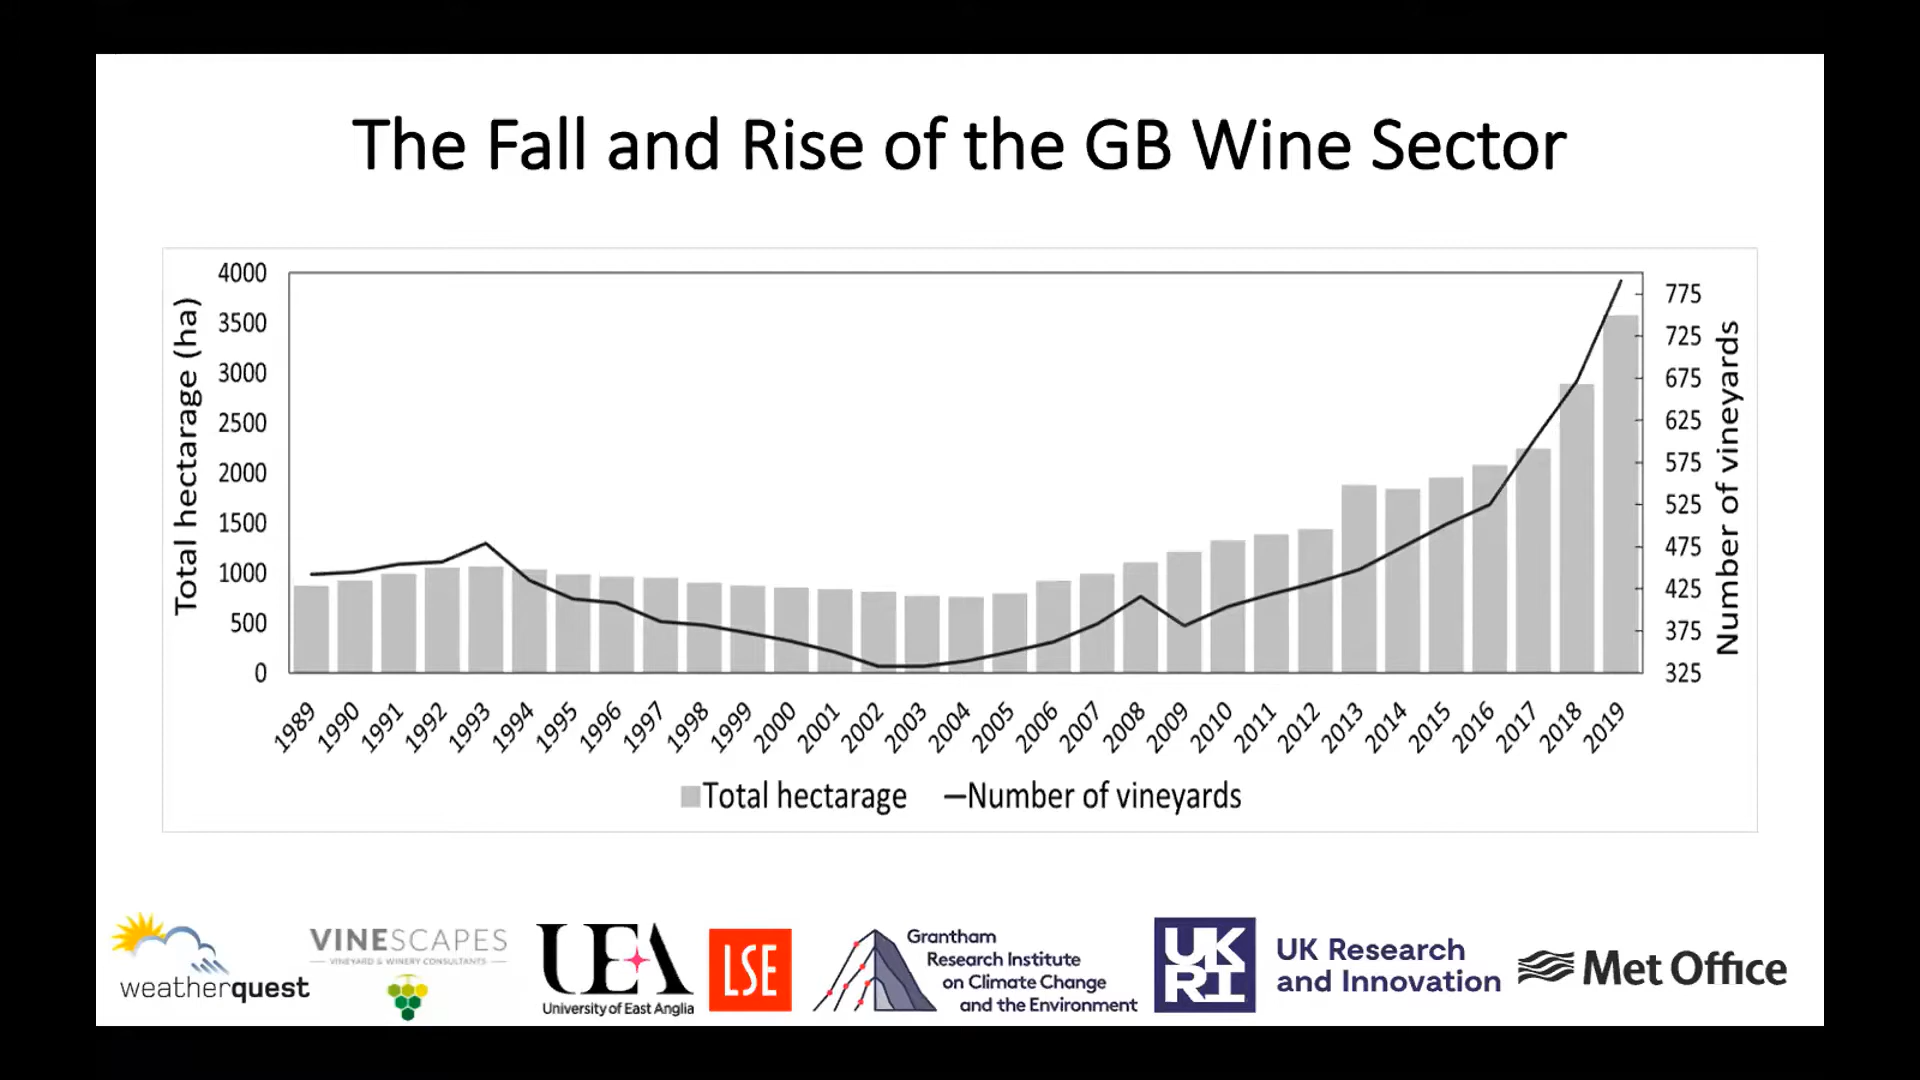 The Fall and Rise of the GB Wine Sector
Total hectarage (ha)
4000
3500
3000
2500
2000
1500
1000
500
0
775
725
675
625
575
525
475
425
375
325
Number of vineyards
1989 1990 1991 1992 1993 1994 1995 1996 1997 1998 1999 2000 2001 2002 2003 2004 2005 2006 2007 2008 2009 2010 2011 2012 2013 2014 2015 2016 2017 2018 2019
Total hectarage Number of vineyards
weatherquest
VINESCAPES
VINEYARD & WINERY CONSULTANTS
UEA
University of East Anglia
LSE
Grantham
Research Institute
on Climate Change
and the Environment
UK
RI
UK Research
and Innovation
Met Office